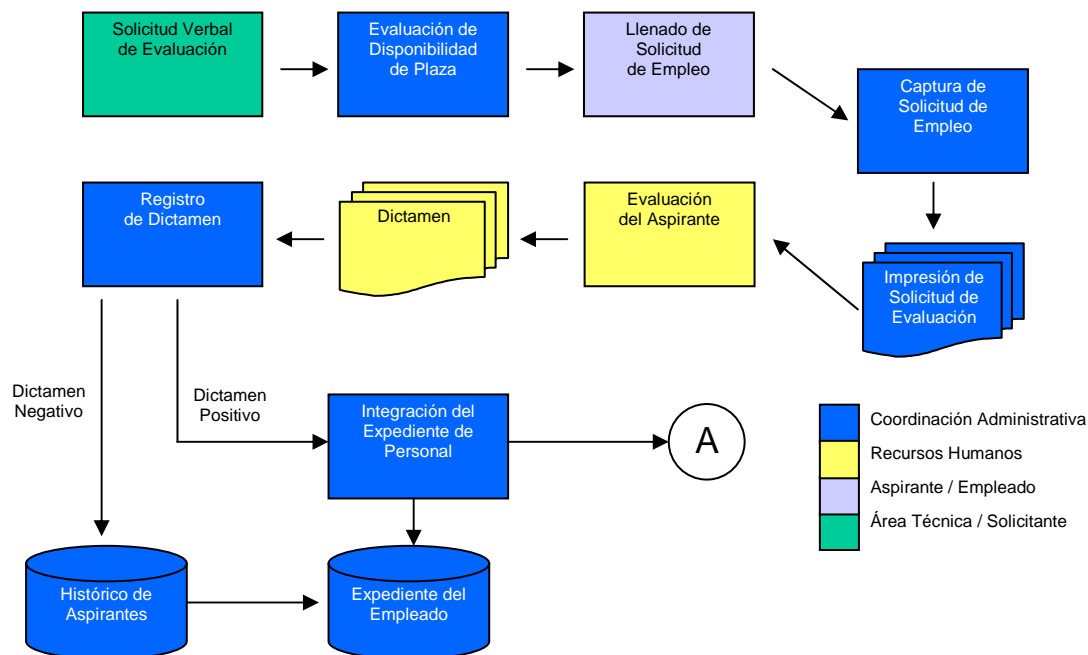 Solicitud Verbal
de Evaluación
Evaluación de
Disponibilidad
de Plaza
Llenado de
Solicitud
de Empleo
Captura de
Solicitud de
Empleo
Registro
de Dictamen
Dictamen
Evaluación
del Aspirante
Impresión de
Solicitud de
Evaluación
Dictamen
Negativo
Dictamen
Positivo
Integración del
Expediente de
Personal
A
Coordinación Administrativa
Recursos Humanos
Aspirante / Empleado
Área Técnica / Solicitante
Histórico de
Aspirantes
Expediente del
Empleado